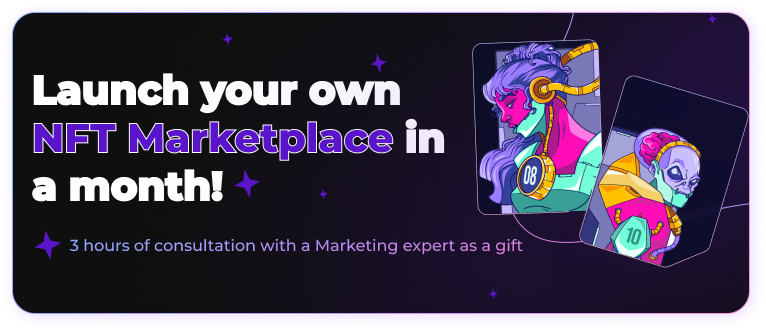 Launch your own
NFT Marketplace in
a month!
3 hours of consultation with a Marketing expert as a gift
08
10